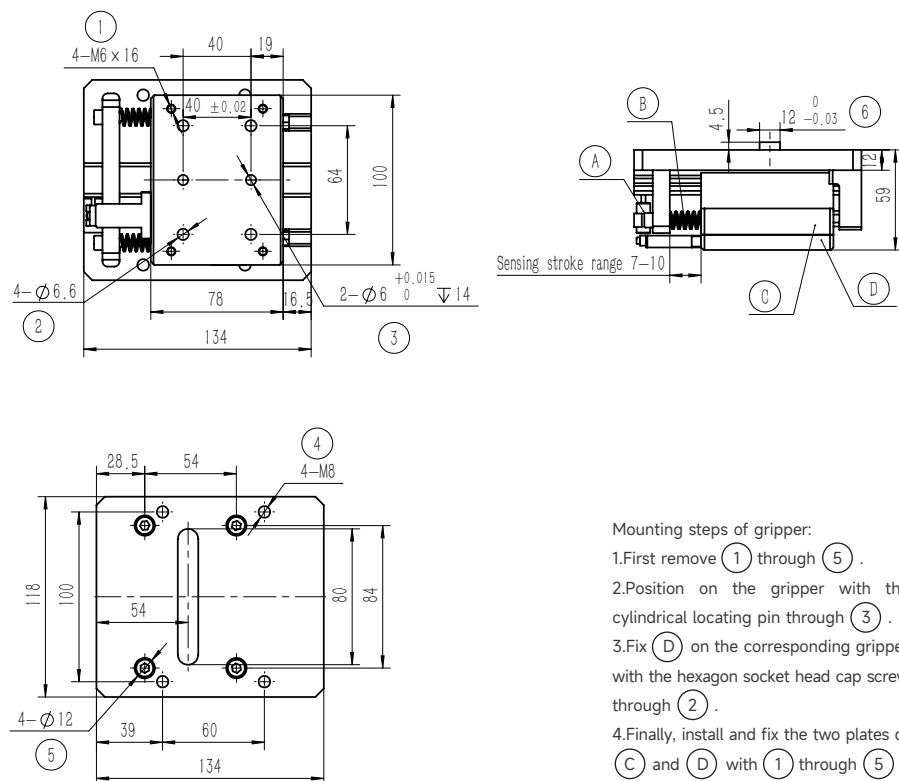 1
4-M6×16
40
19
40 ±0.02
64
100
4-Ø6.6
2
78
16.5
2-Ø6 +0.015 0 ↧14
3
134
B
4.5
0
12 -0.03
6
A
12
59
Sensing stroke range 7-10
C
D
28.5
54
4
4-M8
118
100
54
80
84
4-Ø12
5
39
60
134
Mounting steps of gripper:
1.First remove 1 through 5 .
2.Position on the gripper with th
cylindrical locating pin through 3 .
3.Fix D on the corresponding grippe
with the hexagon socket head cap screw
through 2 .
4.Finally, install and fix the two plates
C and D with 1 through 5